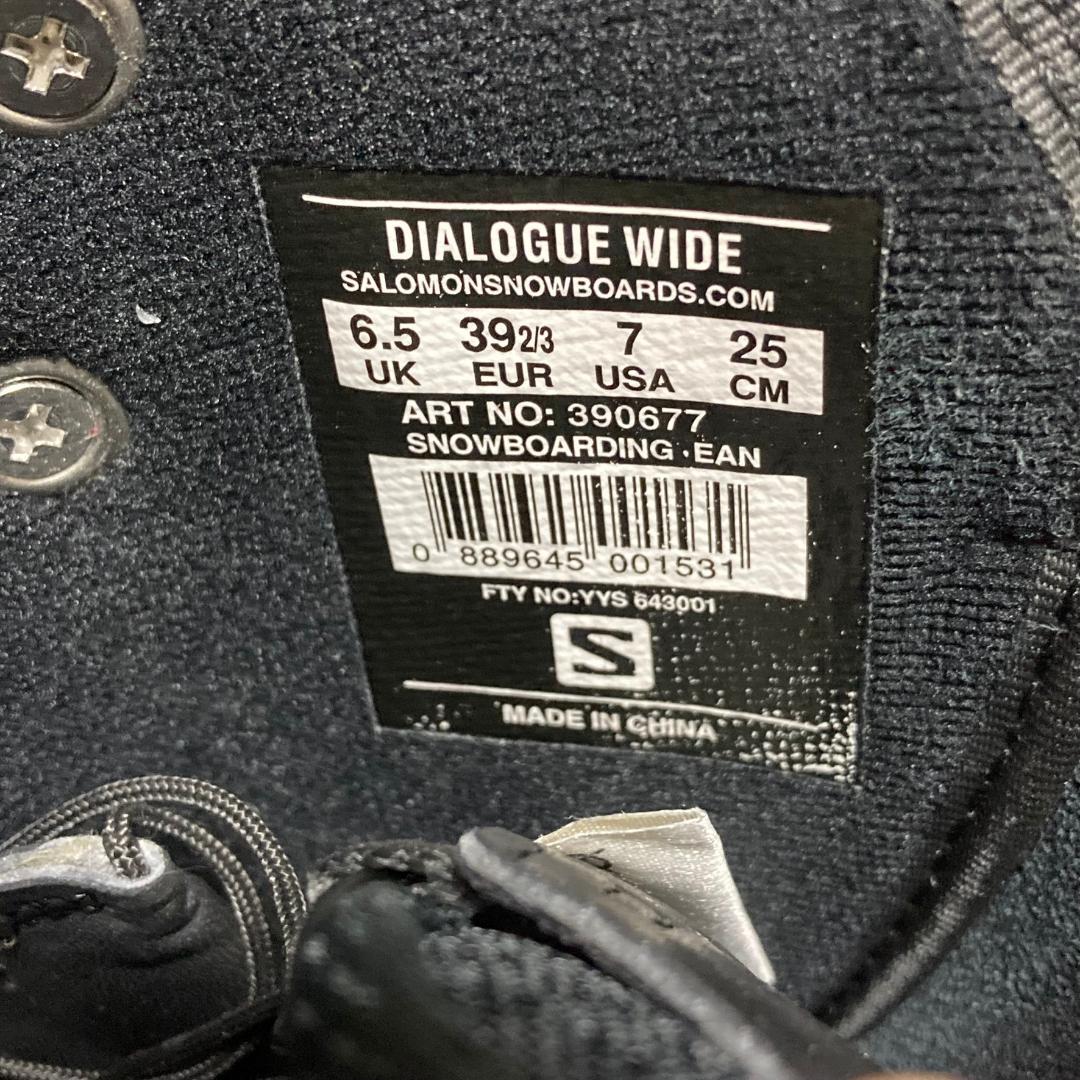 DIALOGUE WIDE
SALOMONSNOWBOARDS.COM
6.5 39 2/3 7 25
UK EUR USA CM
ART NO: 390677
SNOWBOARDING · EAN
0 889645 001531
FTY NO:YYS 643001
S
MADE IN CHINA